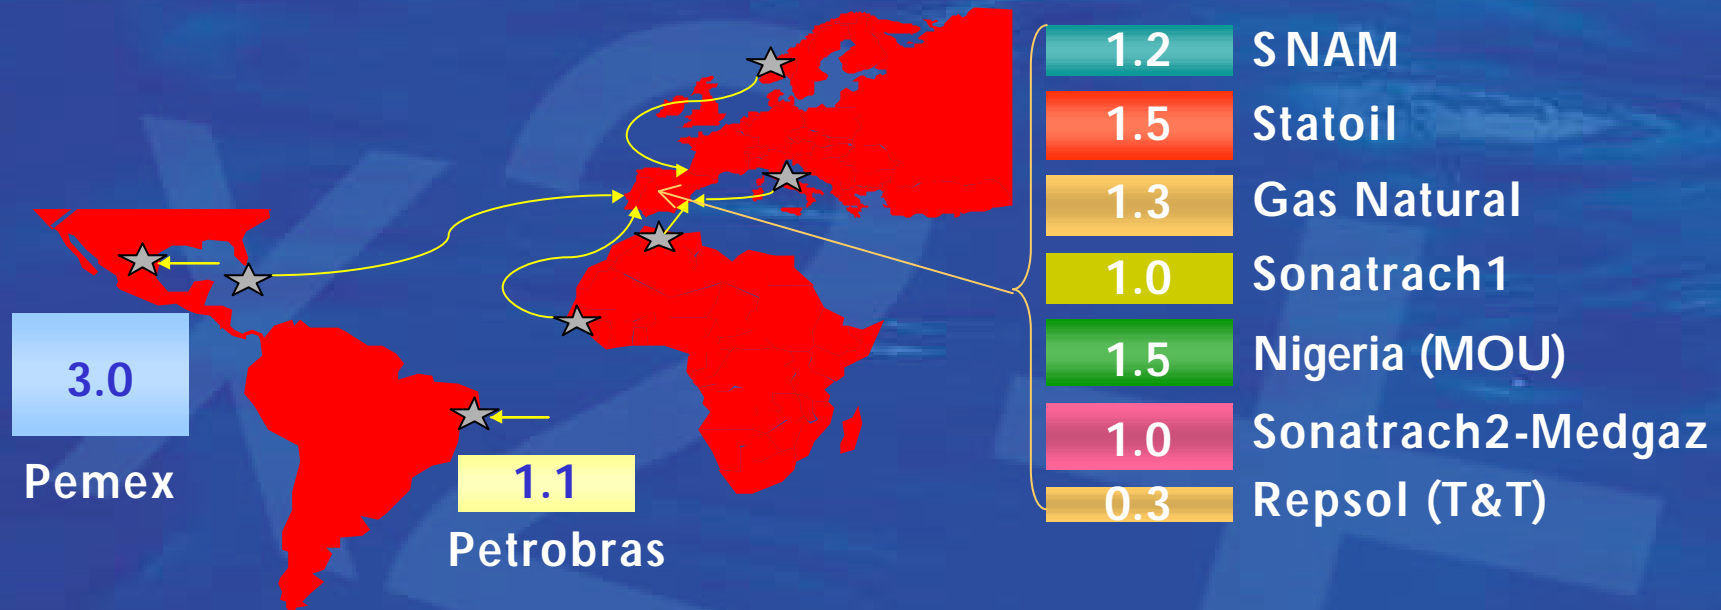 1.2 SNAM
1.5 Statoil
1.3 Gas Natural
1.0 Sonatrach1
1.5 Nigeria (MOU)
1.0 Sonatrach2-Medgaz
0.3 Repsol (T&T)
3.0
Pemex
1.1
Petrobras